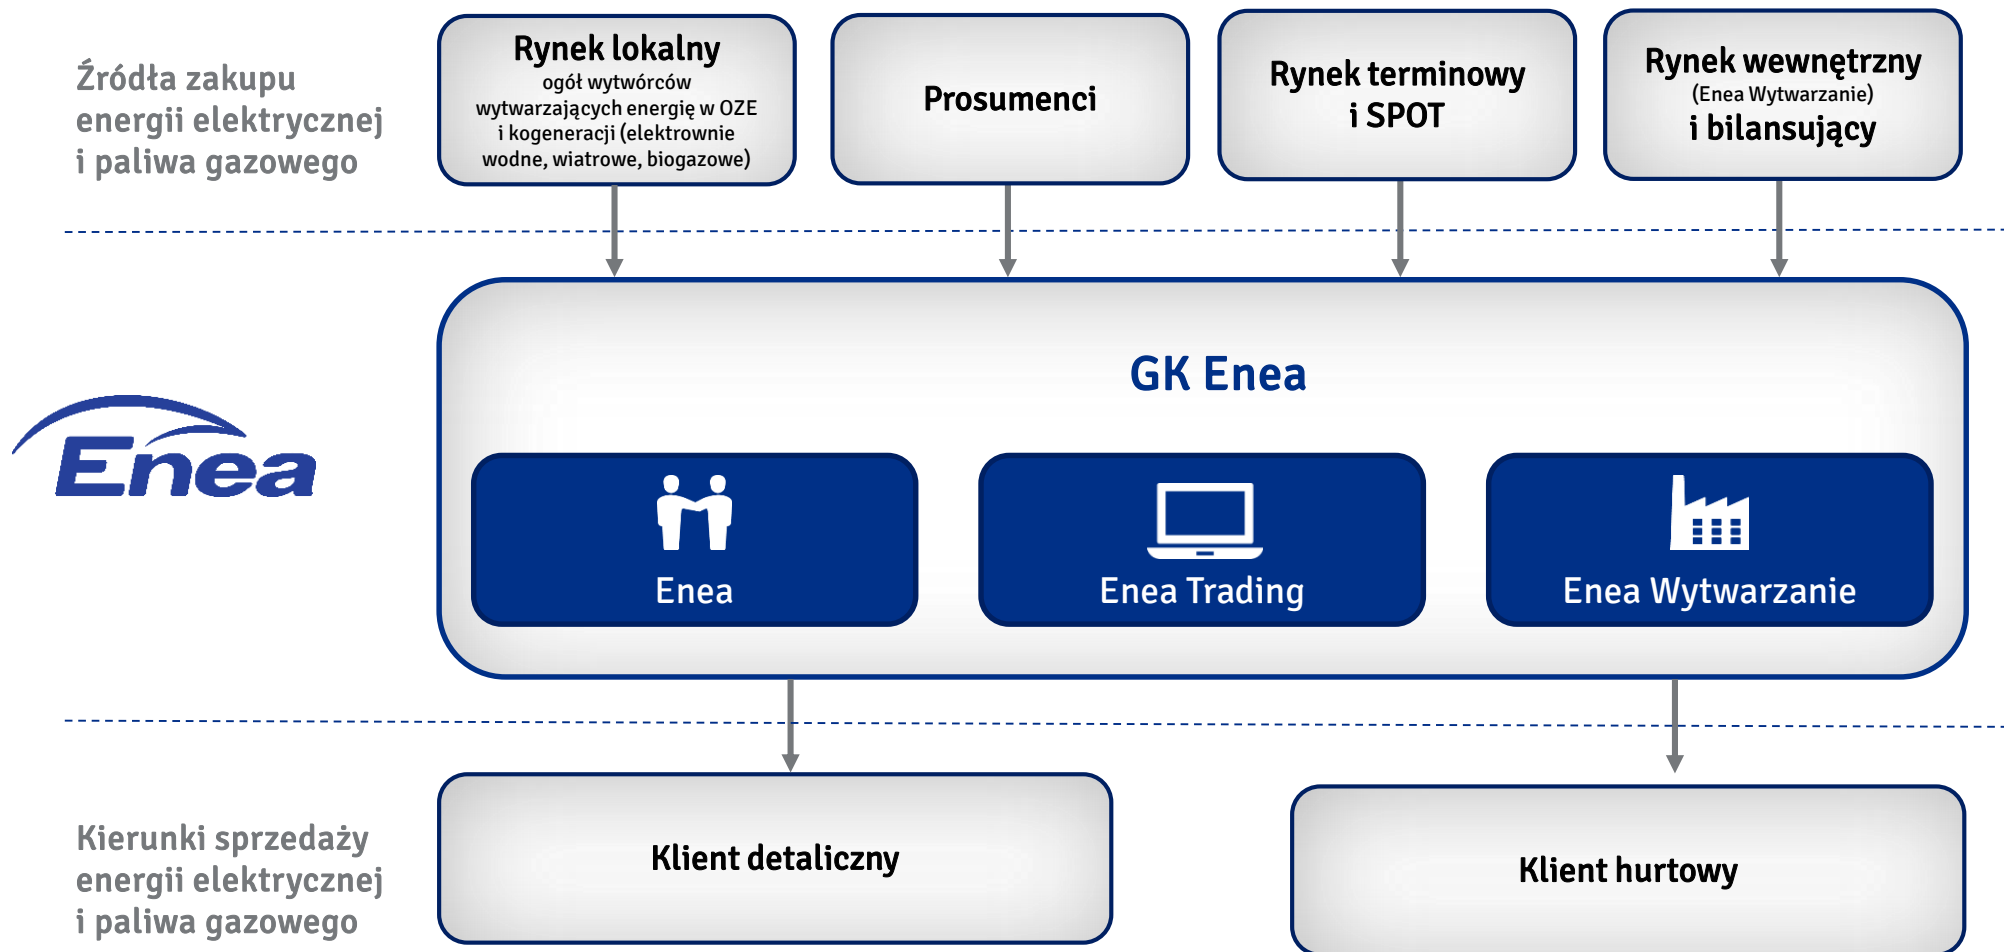 Źródła zakupu
energii elektrycznej
i paliwa gazowego
Rynek lokalny
ogół wytwórców
wytwarzających energię w OZE
i kogeneracji (elektrownie
wodne, wiatrowe, biogazowe)
Prosumenci
Rynek terminowy
i SPOT
Rynek wewnętrzny
(Enea Wytwarzanie)
i bilansujący
GK Enea
Enea
Enea
Enea Trading
Enea Wytwarzanie
Kierunki sprzedaży
energii elektrycznej
i paliwa gazowego
Klient detaliczny
Klient hurtowy